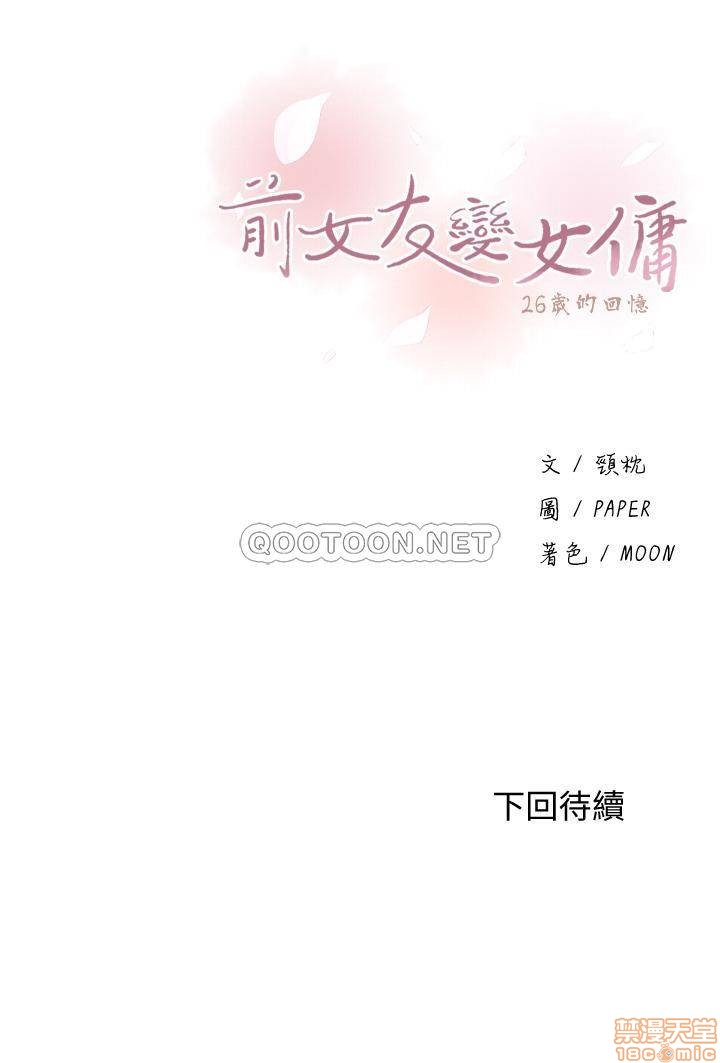 前女友變女傭
26歲的回憶
文 / 頸枕
圖 / PAPER
QOOTOON.NET
著色 / MOON
下回待續
禁漫天堂
18COMIC.VIP